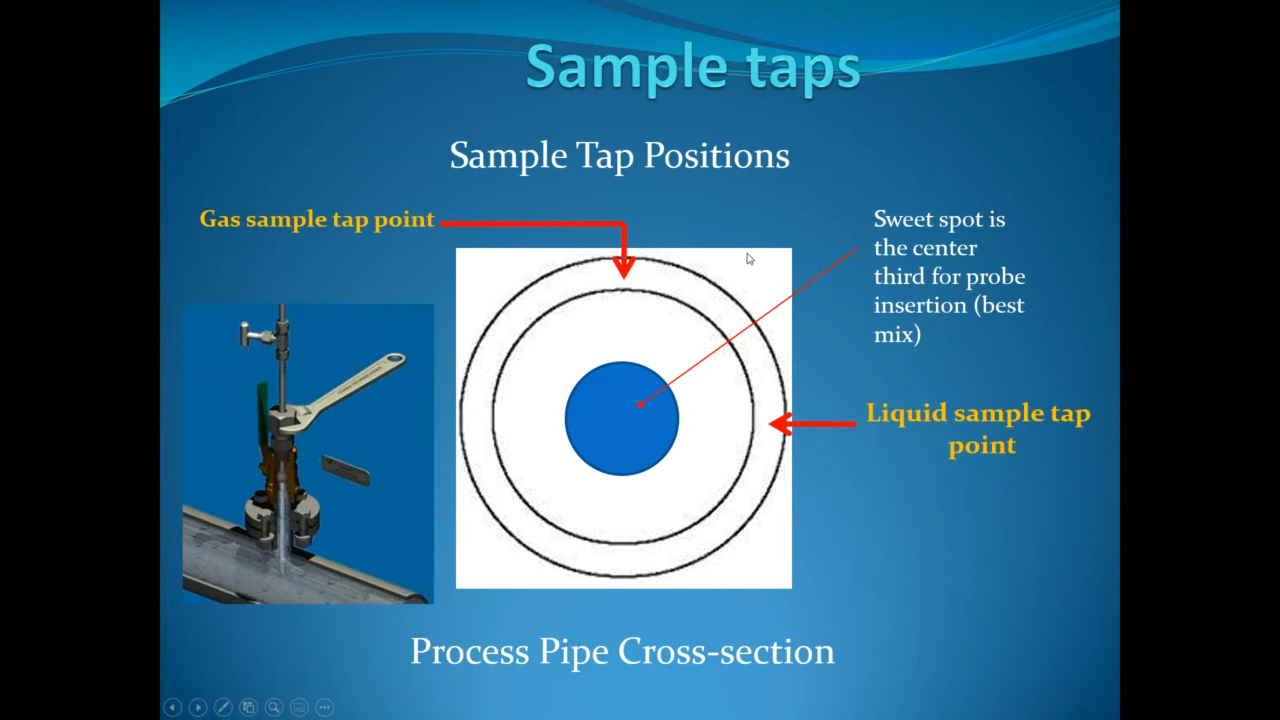 Sample taps
Sample Tap Positions
Gas sample tap point
Sweet spot is
the center
third for probe
insertion (best
mix)
Liquid sample tap
point
Process Pipe Cross-section